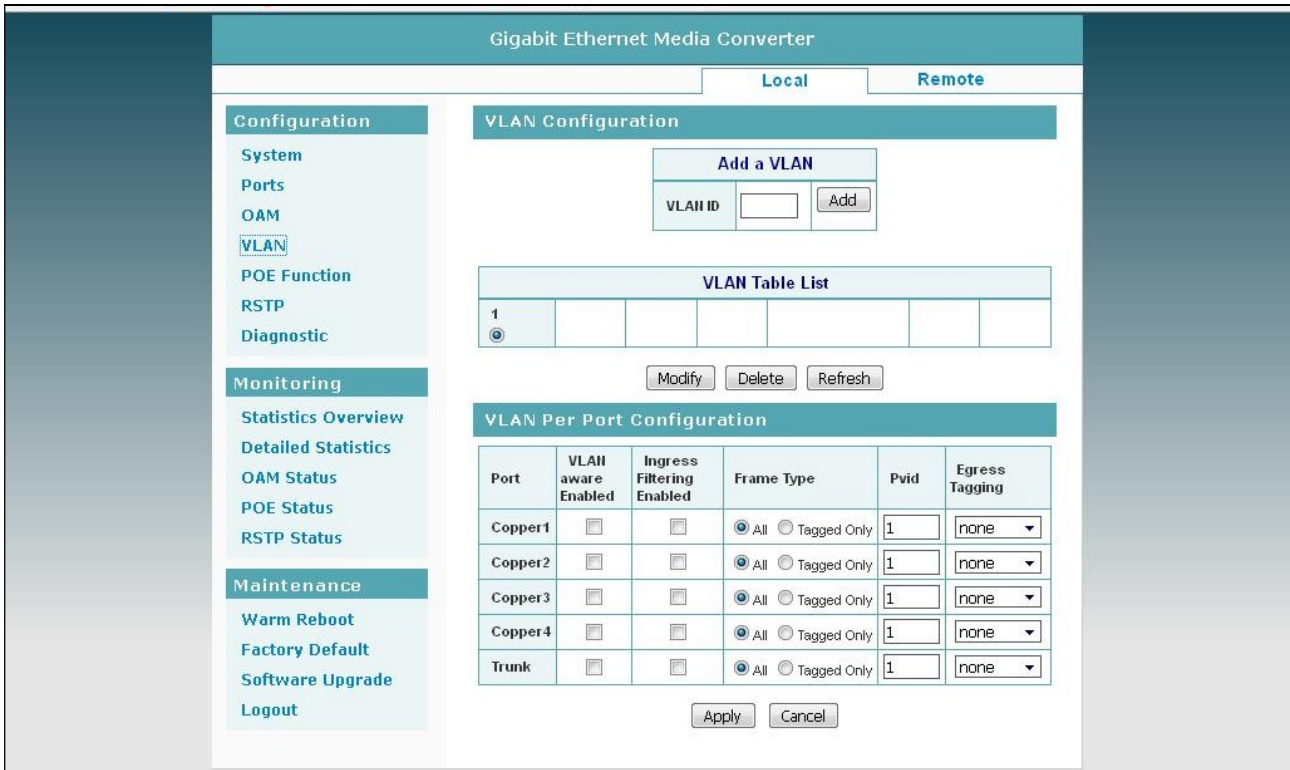 Gigabit Ethernet Media Converter
Local Remote
Configuration
System
Ports
OAM
VLAN
POE Function
RSTP
Diagnostic
Monitoring
Statistics Overview
Detailed Statistics
OAM Status
POE Status
RSTP Status
Maintenance
Warm Reboot
Factory Default
Software Upgrade
Logout
VLAN Configuration
Add a VLAN
VLAN ID Add
VLAN Table List
1
Modify Delete Refresh
VLAN Per Port Configuration
Port VLAN aware Enabled Ingress Filtering Enabled Frame Type Pvid Egress Tagging
Copper1 All Tagged Only 1 none
Copper2 All Tagged Only 1 none
Copper3 All Tagged Only 1 none
Copper4 All Tagged Only 1 none
Trunk All Tagged Only 1 none
Apply Cancel